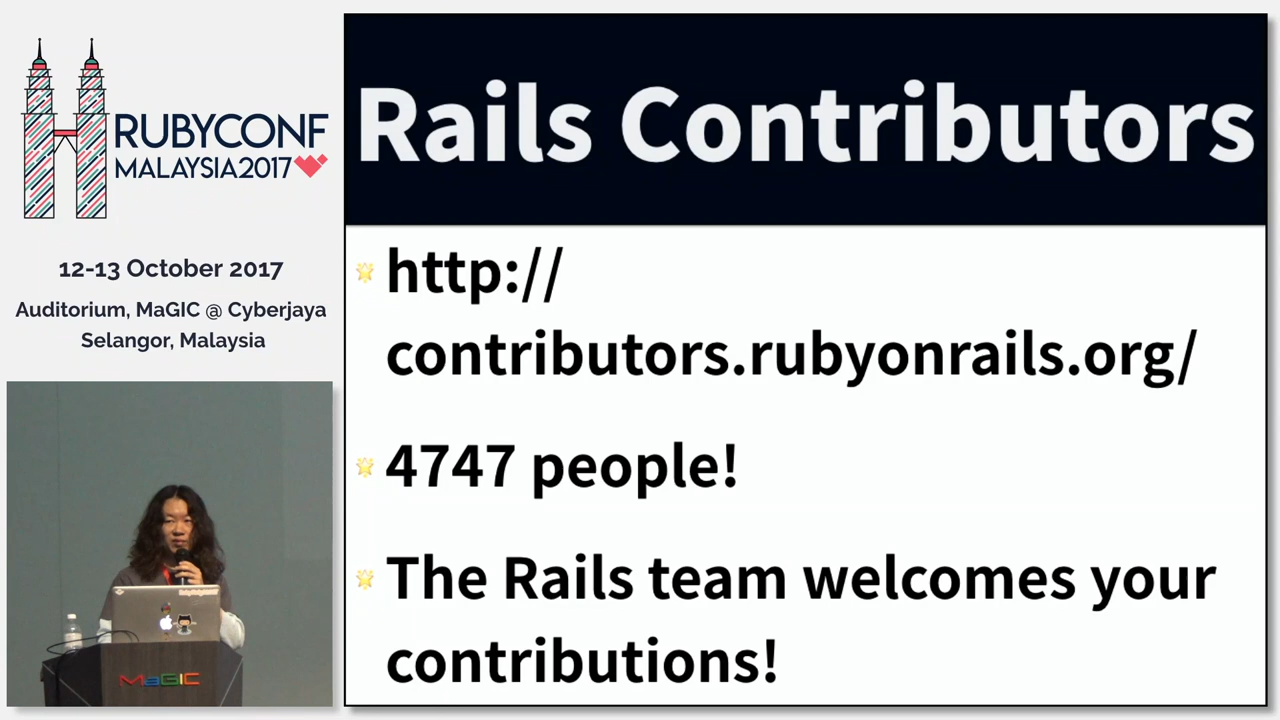 RUBYCONF
MALAYSIA2017
12-13 October 2017
Auditorium, MaGIC @ Cyberjaya
Selangor, Malaysia
MaGIC
Rails Contributors
http://
contributors.rubyonrails.org/
4747 people!
The Rails team welcomes your
contributions!